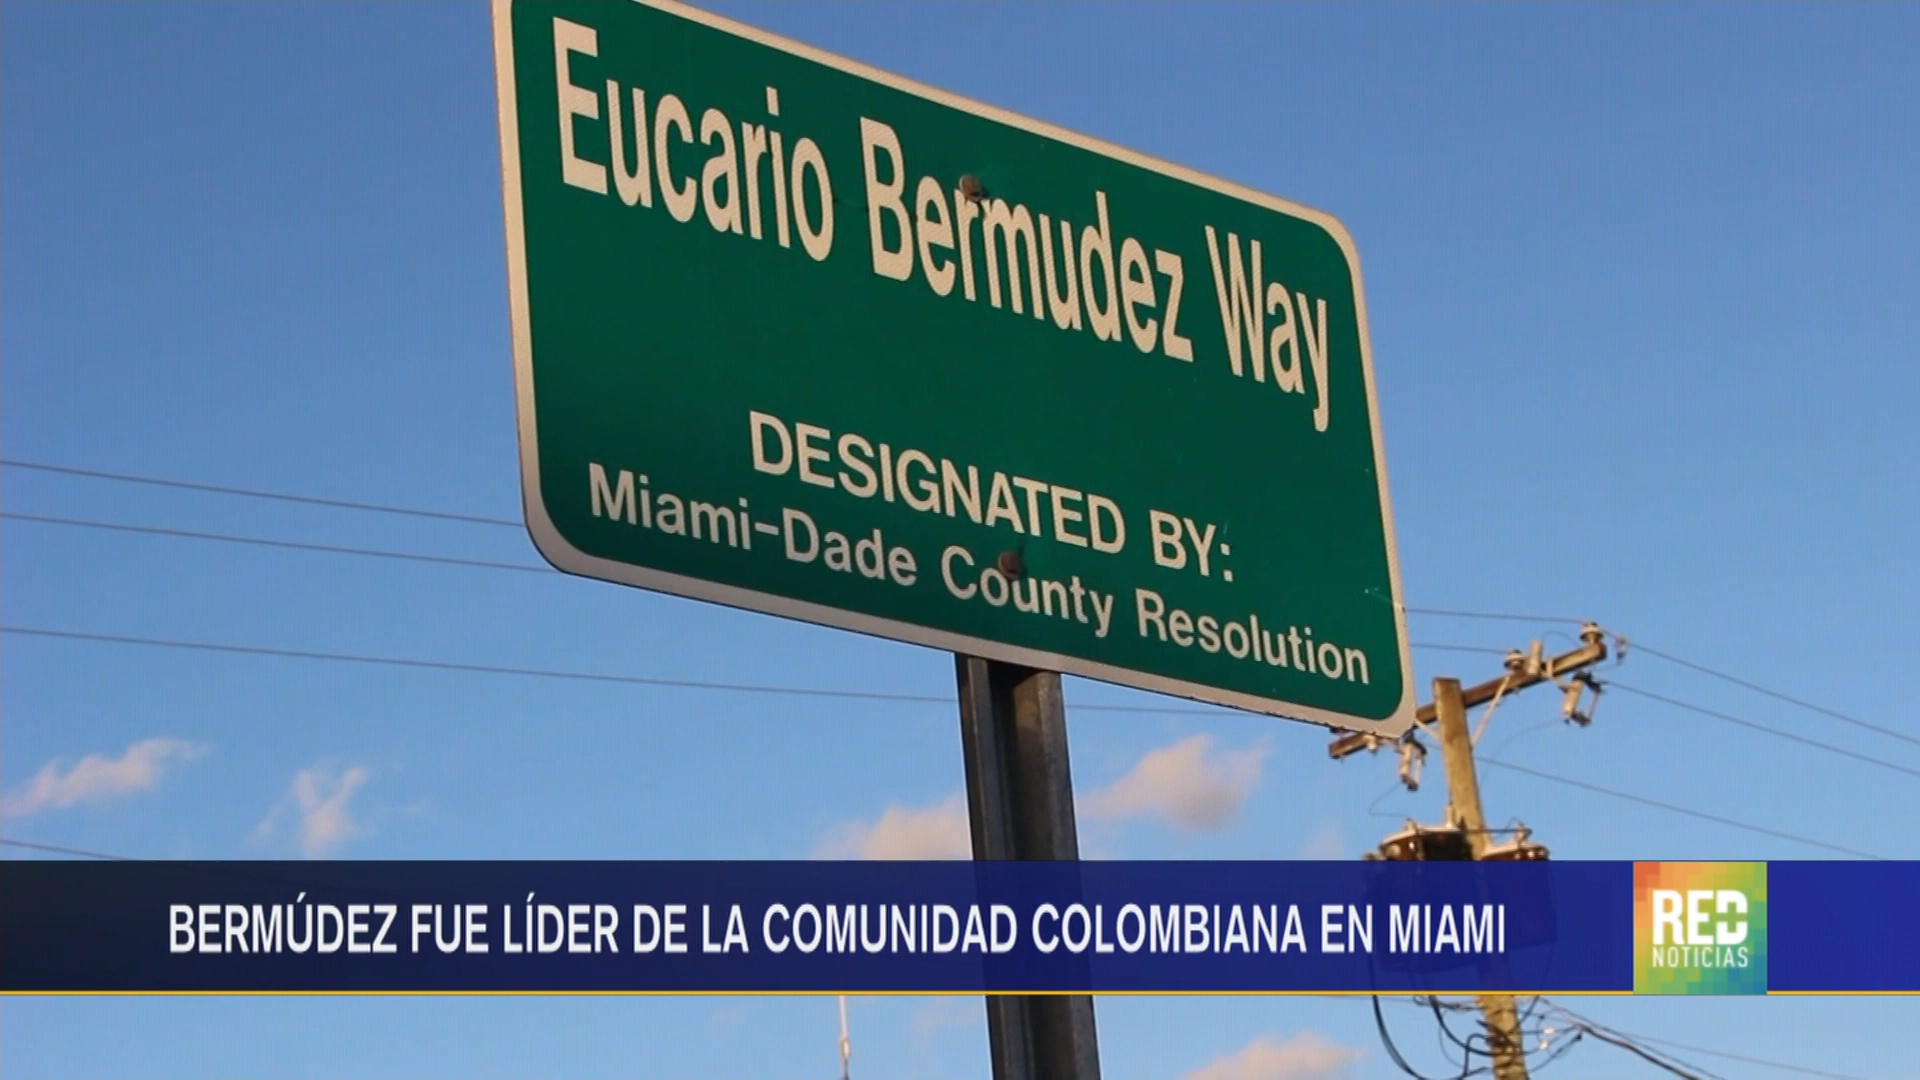 Eucario Bermudez Way
DESIGNATED BY:
Miami-Dade County Resolution
BERMÚDEZ FUE LÍDER DE LA COMUNIDAD COLOMBIANA EN MIAMI
RED+
NOTICIAS